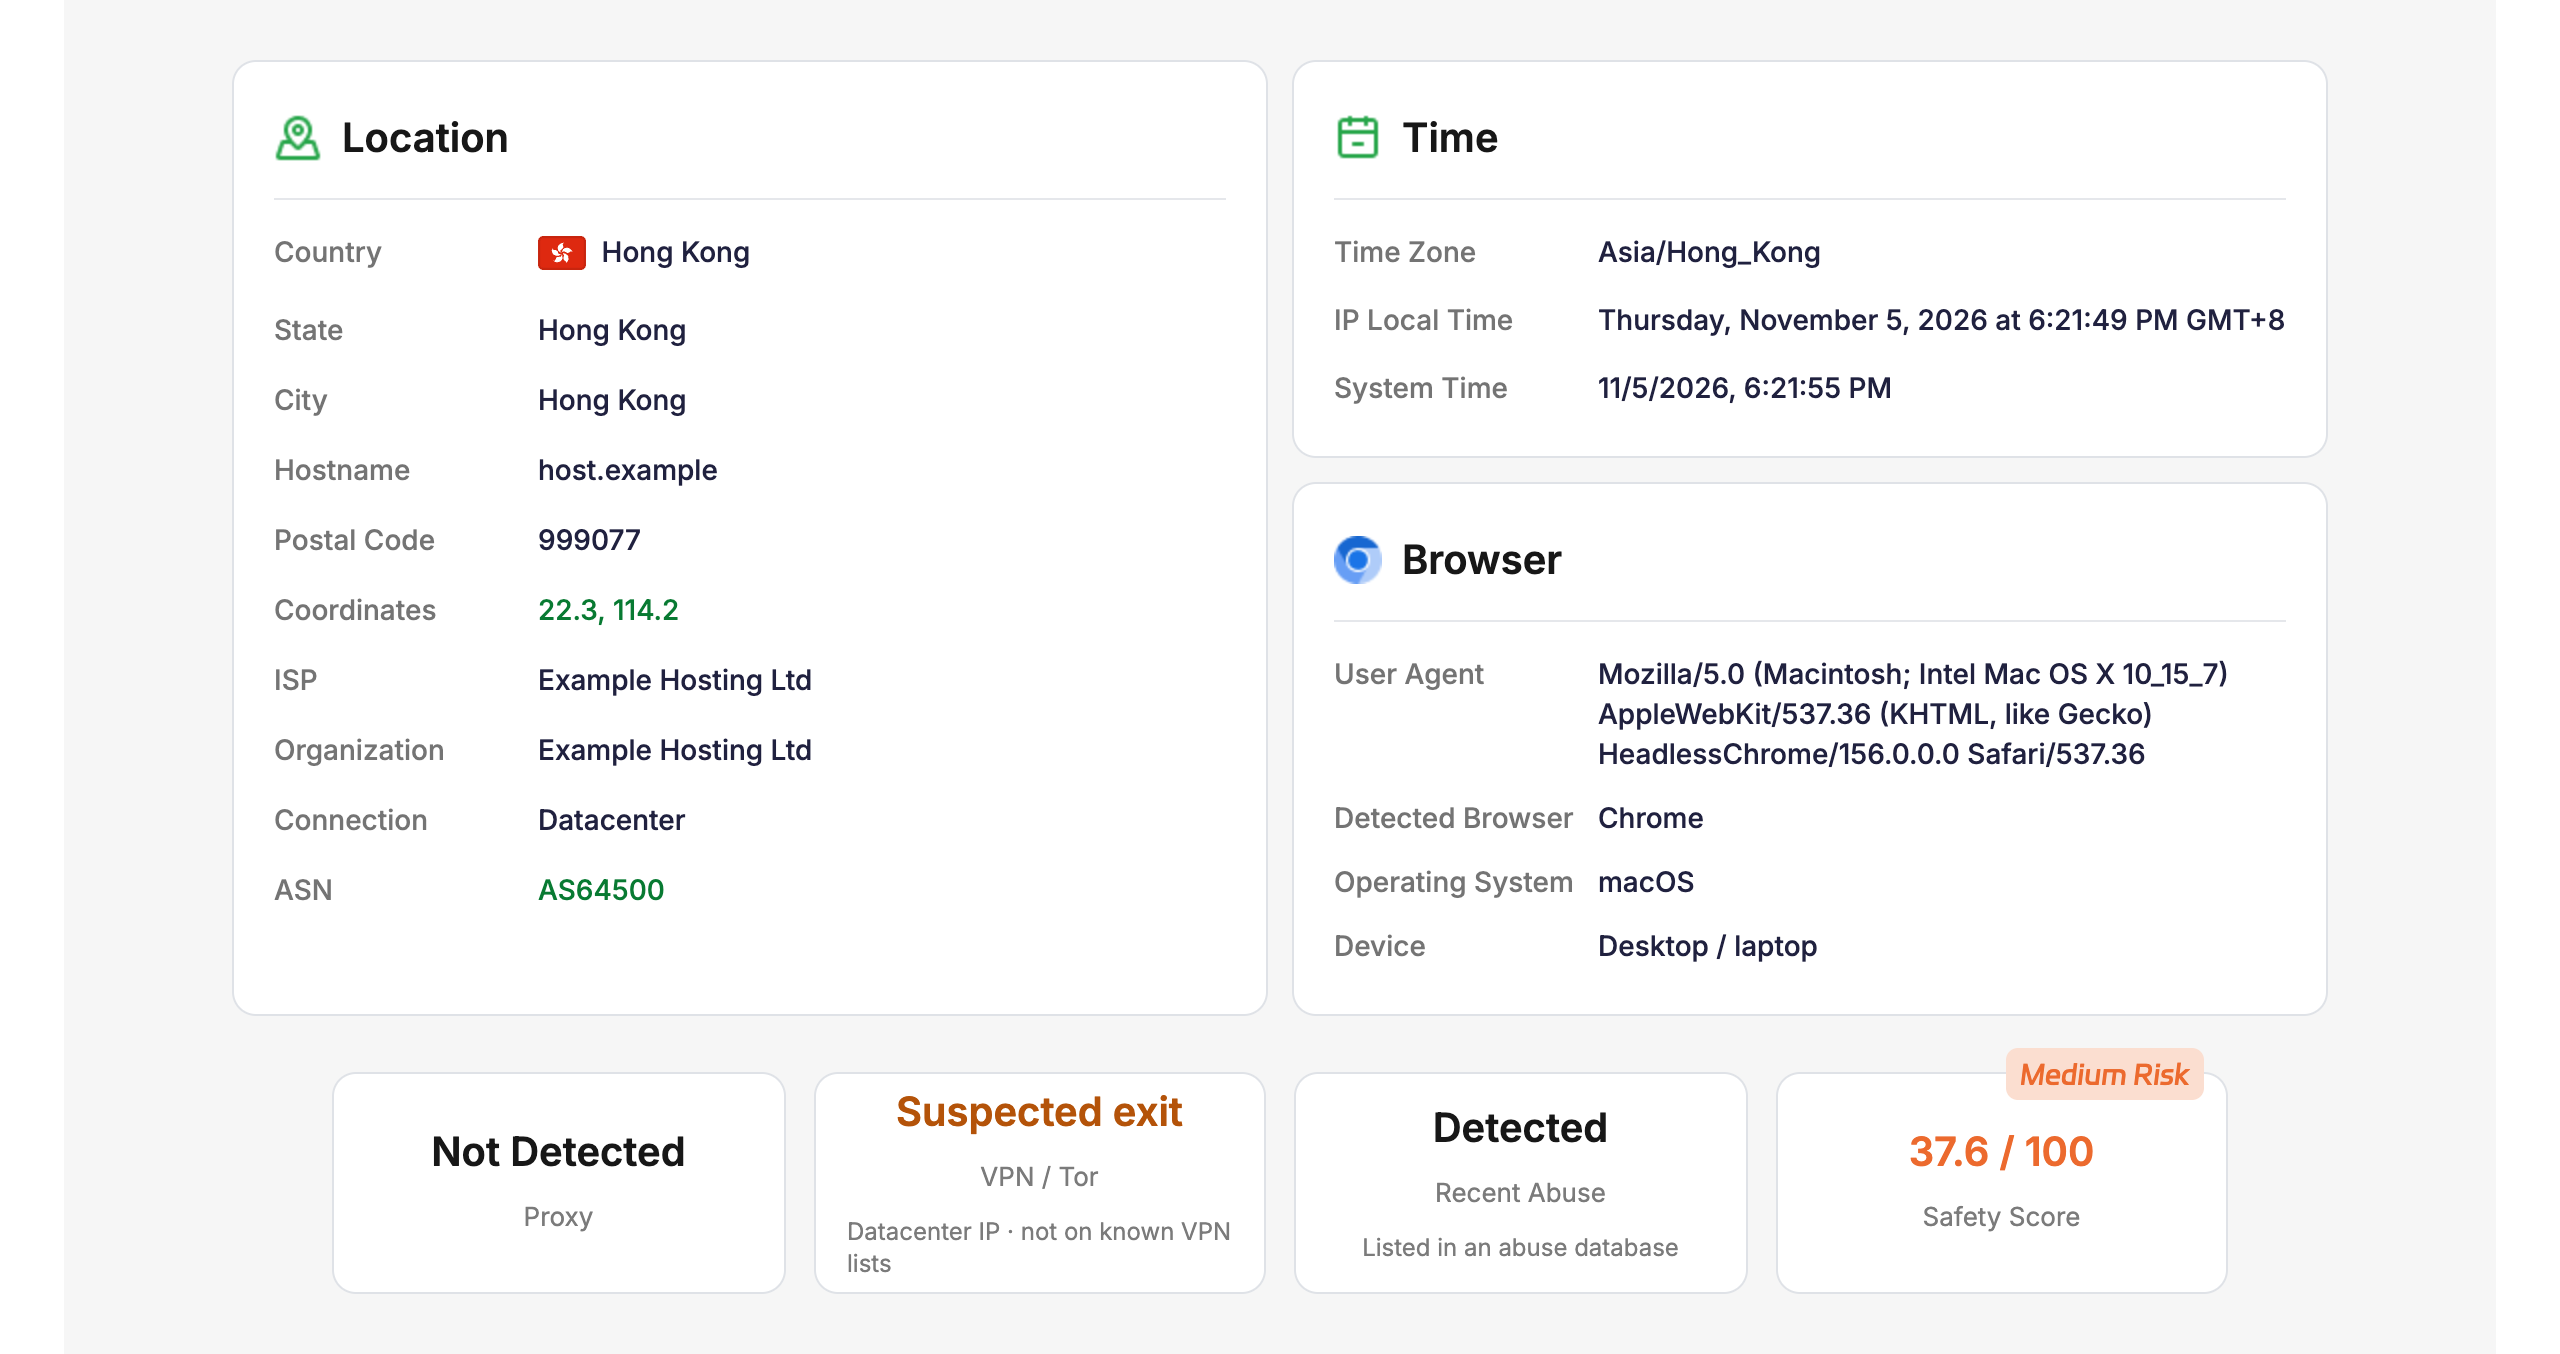 Location
Country Hong Kong
State Hong Kong
City Hong Kong
Hostname host.example
Postal Code 999077
Coordinates 22.3, 114.2
ISP Example Hosting Ltd
Organization Example Hosting Ltd
Connection Datacenter
ASN AS64500
Time
Time Zone Asia/Hong_Kong
IP Local Time Thursday, November 5, 2026 at 6:21:49 PM GMT+8
System Time 11/5/2026, 6:21:55 PM
Browser
User Agent Mozilla/5.0 (Macintosh; Intel Mac OS X 10_15_7)
AppleWebKit/537.36 (KHTML, like Gecko)
HeadlessChrome/156.0.0.0 Safari/537.36
Detected Browser Chrome
Operating System macOS
Device Desktop / laptop
Not Detected
Proxy
Suspected exit
VPN / Tor
Datacenter IP · not on known VPN
lists
Detected
Recent Abuse
Listed in an abuse database
Medium Risk
37.6 / 100
Safety Score